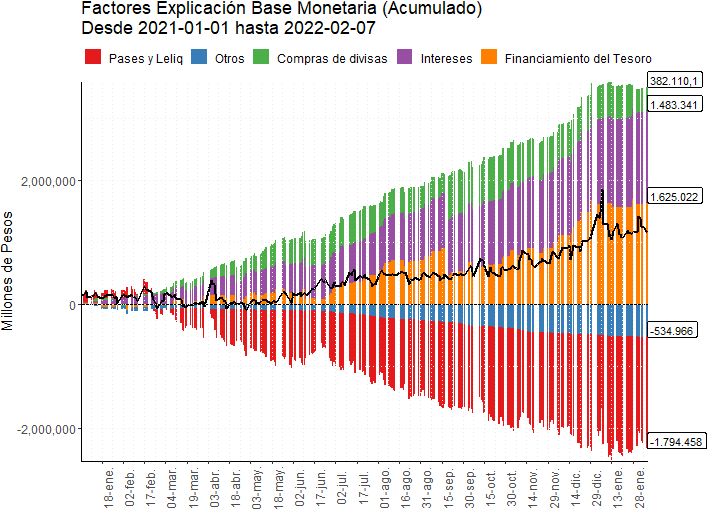 Factores Explicación Base Monetaria (Acumulado)
Desde 2021-01-01 hasta 2022-02-07
Pases y Leliq Otros Compras de divisas Intereses Financiamiento del Tesoro
Millones de Pesos
2,000,000
0
-2,000,000
382.110,1
1.483.341
1.625.022
-534.966
-1.794.458
18-ene. 02-feb. 17-feb. 04-mar. 19-mar. 03-abr. 18-abr. 03-may. 18-may. 02-jun. 17-jun. 02-jul. 17-jul. 01-ago. 16-ago. 31-ago. 15-sep. 30-sep. 15-oct. 30-oct. 14-nov. 29-nov. 14-dic. 29-dic. 13-ene. 28-ene.